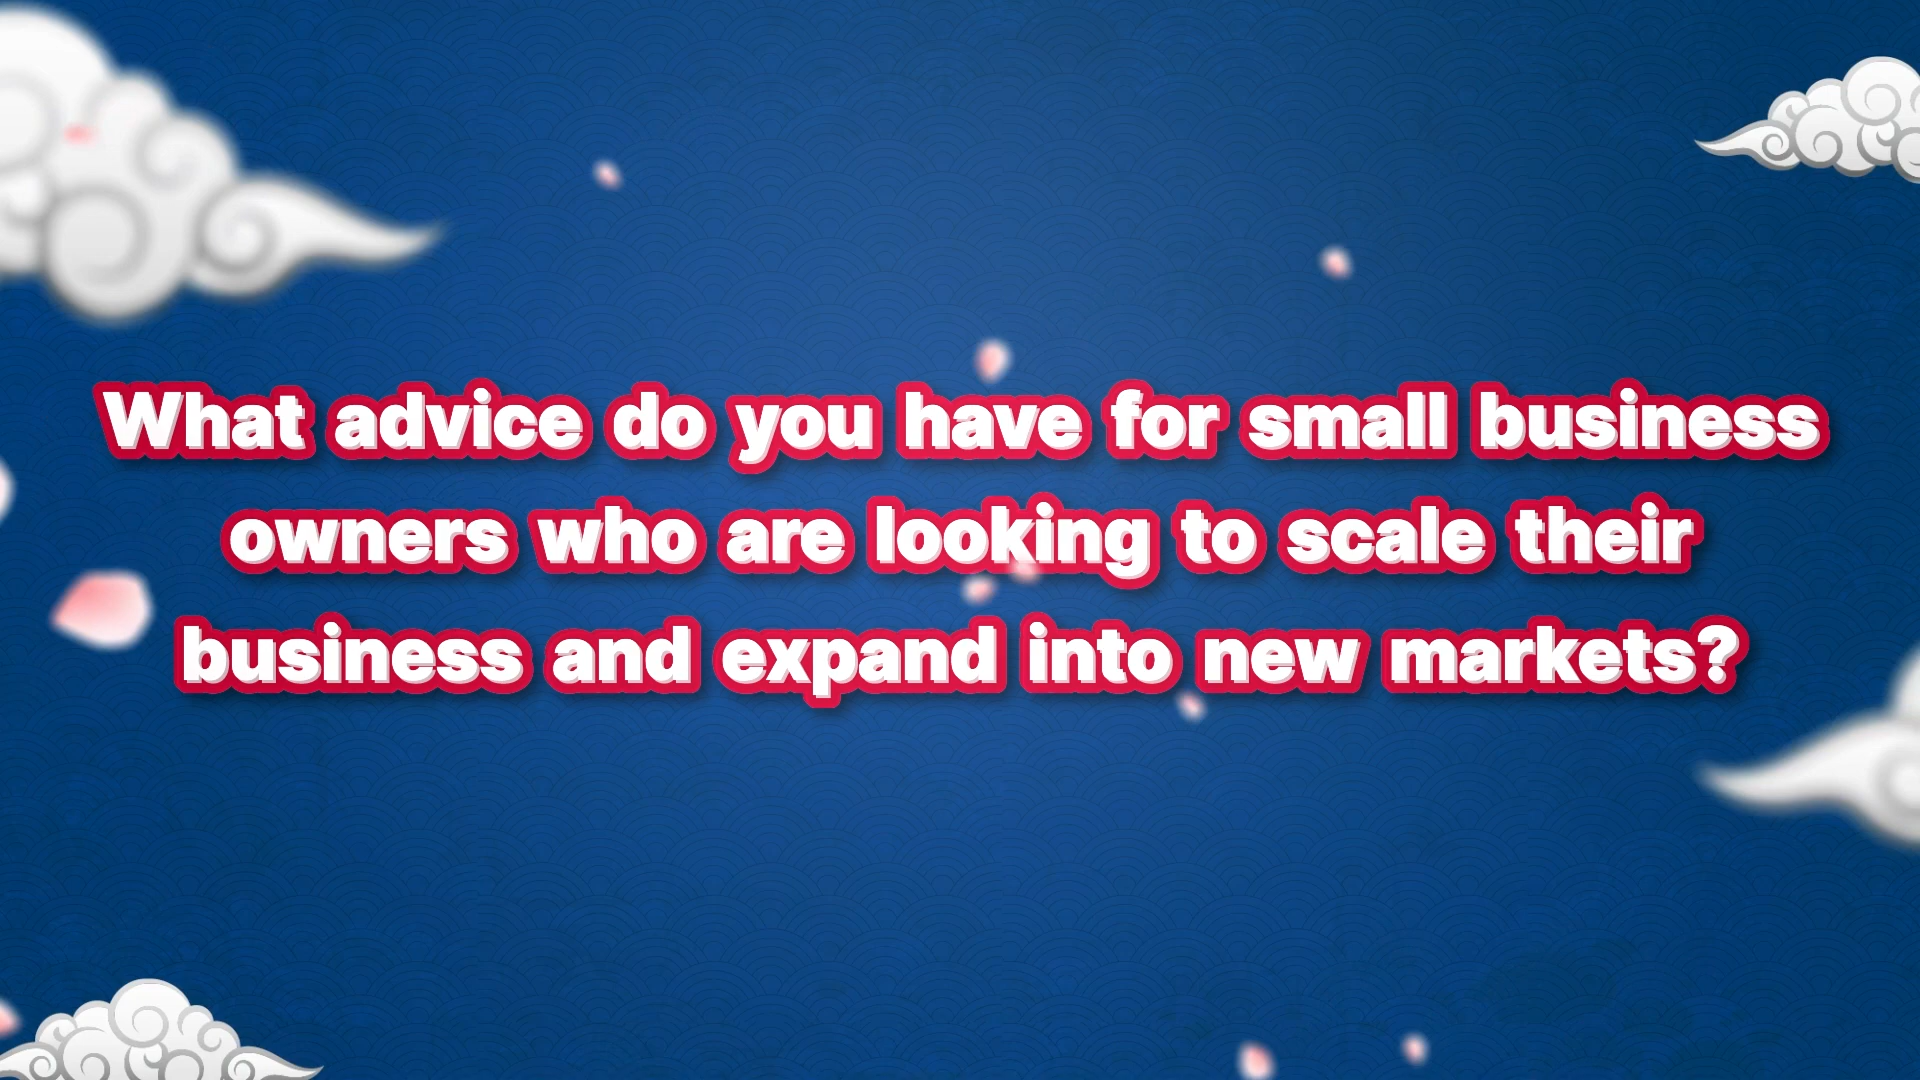 What advice do you have for small business
owners who are looking to scale their
business and expand into new markets?